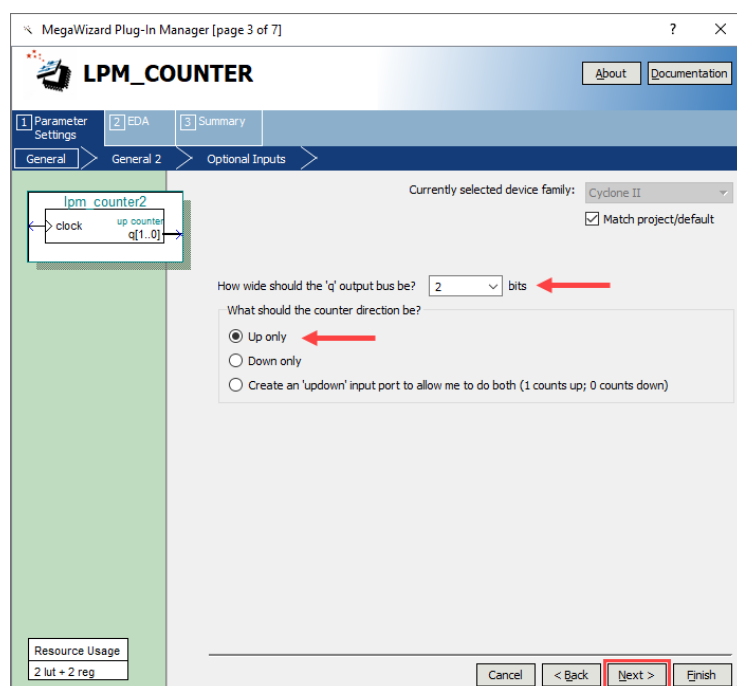 MegaWizard Plug-In Manager [page 3 of 7]
?
LPM_COUNTER
About
Documentation
1 Parameter Settings
2 EDA
3 Summary
General
General 2
Optional Inputs
Currently selected device family:
Cyclone II
Match project/default
lpm_counter2
clock
up counter
q[1..0]
How wide should the 'q' output bus be?
2
bits
What should the counter direction be?
Up only
Down only
Create an 'updown' input port to allow me to do both (1 counts up; 0 counts down)
Resource Usage
2 lut + 2 reg
Cancel
< Back
Next >
Finish